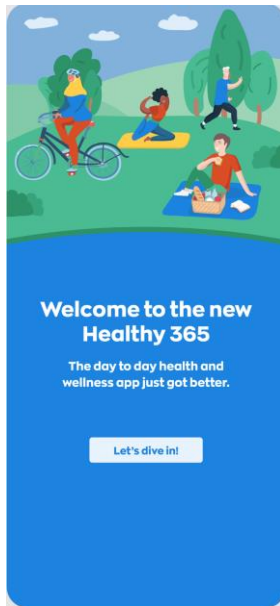 Welcome to the new
Healthy 365
The day to day health and
wellness app just got better.
Let's dive in!